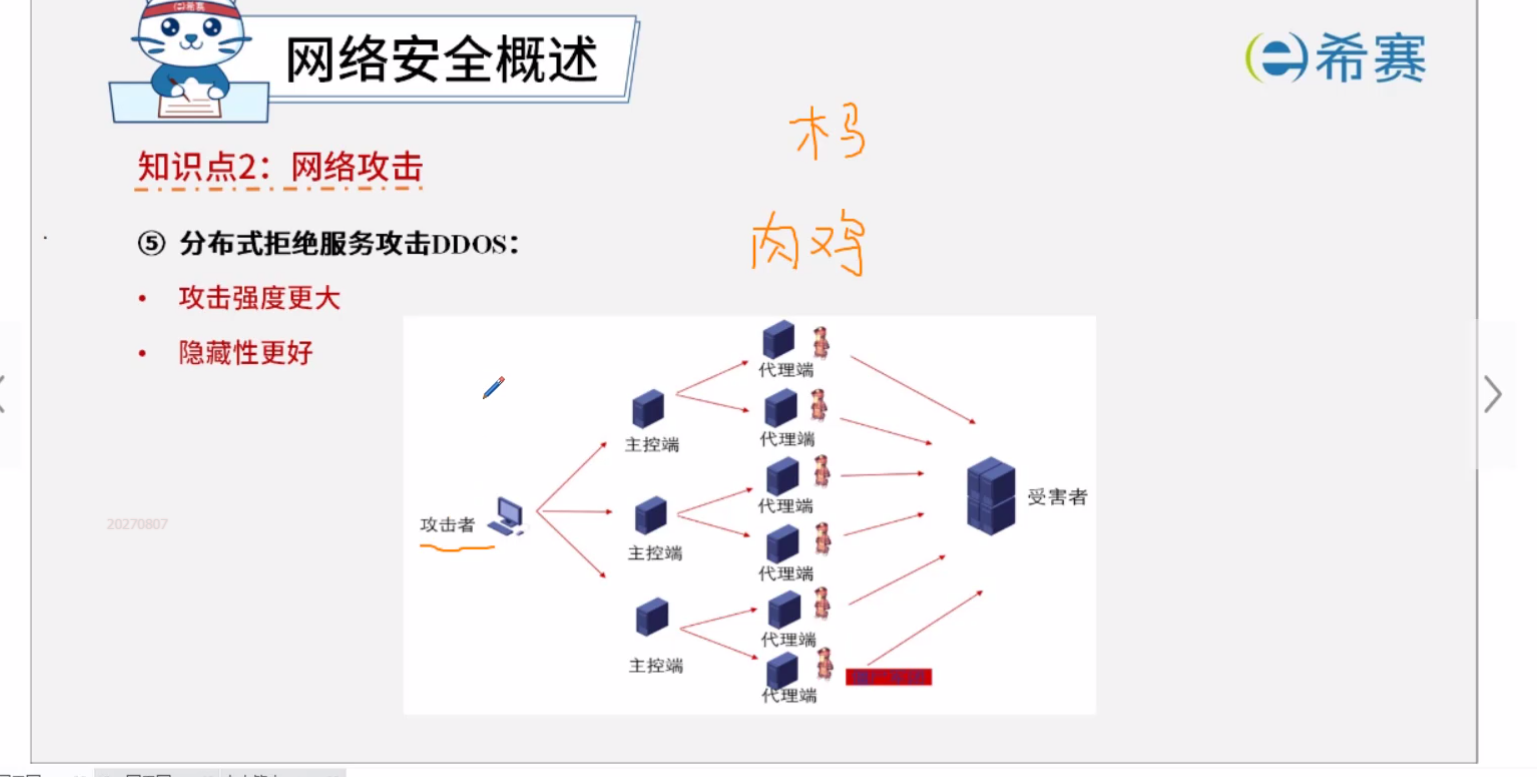 (三)希赛
网络安全概述
希赛
木马
知识点2：网络攻击
肉鸡
⑤ 分布式拒绝服务攻击DDOS：
• 攻击强度更大
• 隐藏性更好
代理端
代理端
主控端
代理端
受害者
攻击者
20270807
主控端
代理端
代理端
主控端
代理端